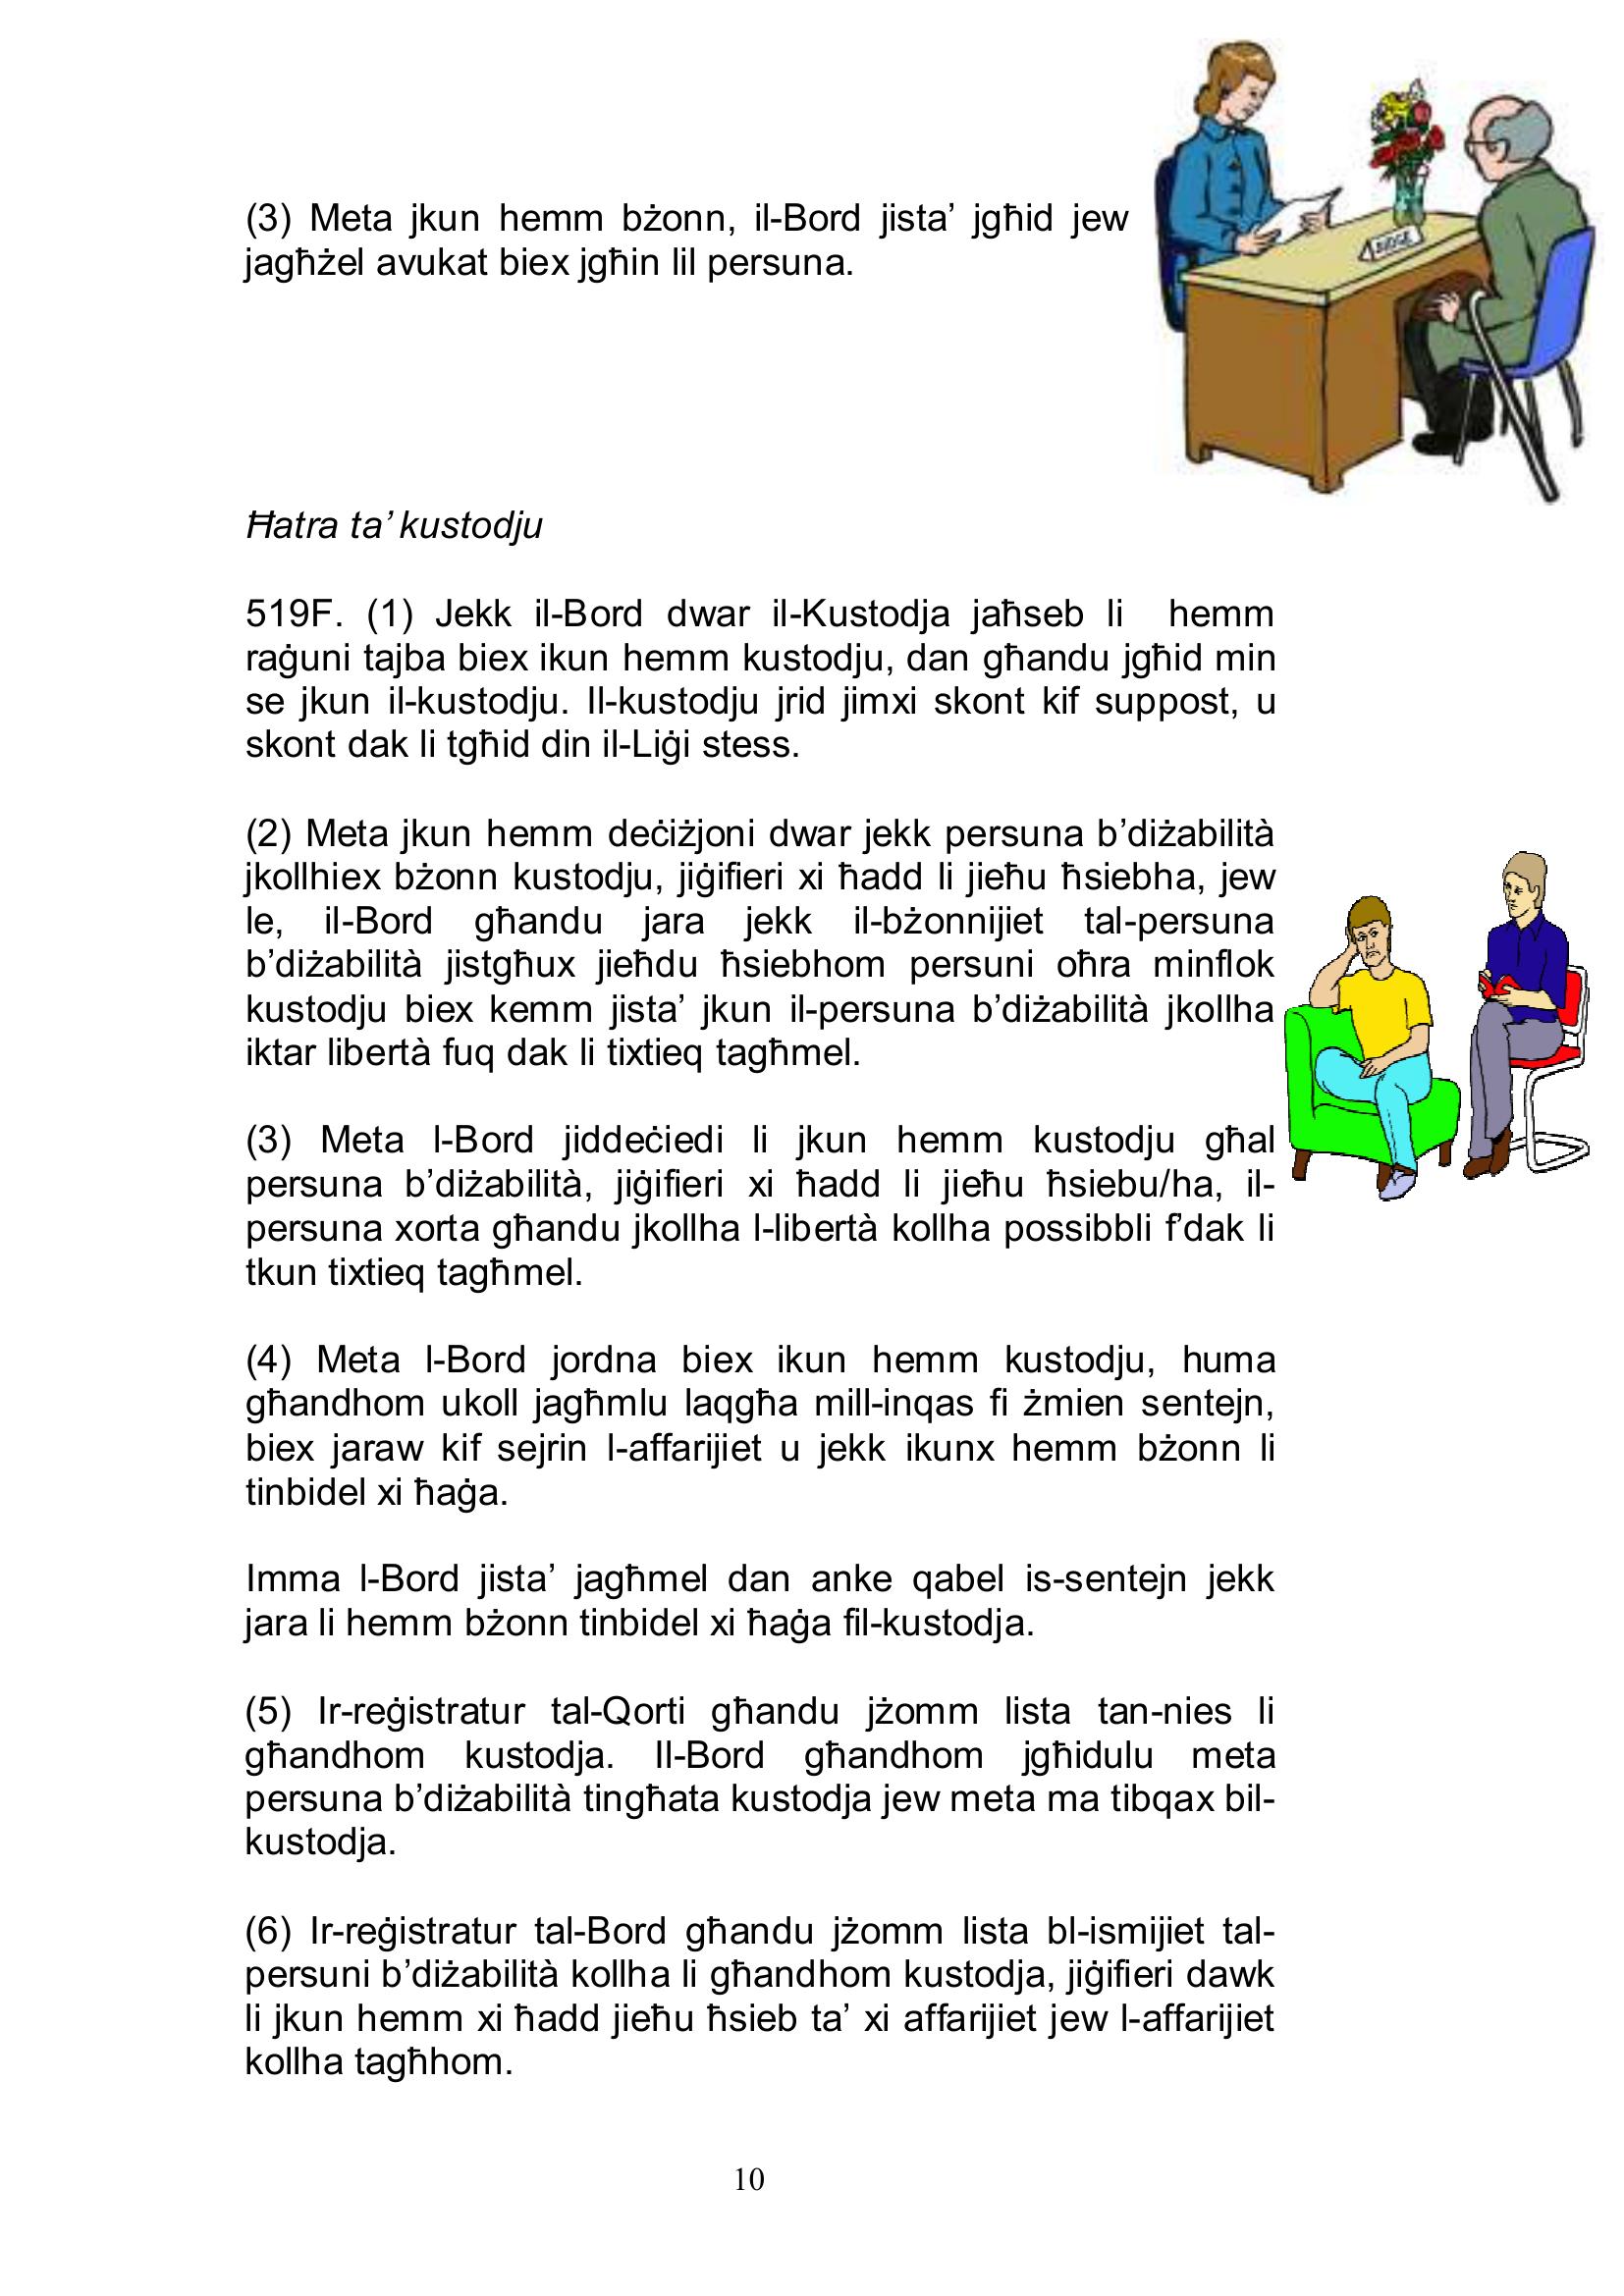 (3) Meta jkun hemm bżonn, il-Bord jista’ jgħid jew
jagħżel avukat biex jgħin lil persuna.
JUDGE
Ħatra ta’ kustodju
519F. (1) Jekk il-Bord dwar il-Kustodja jaħseb li hemm
raġuni tajba biex ikun hemm kustodju, dan għandu jgħid min
se jkun il-kustodju. Il-kustodju jrid jimxi skont kif suppost, u
skont dak li tgħid din il-Liġi stess.
(2) Meta jkun hemm deċiżjoni dwar jekk persuna b’diżabilità
jkollhiex bżonn kustodju, jiġifieri xi ħadd li jieħu ħsiebha, jew
le, il-Bord għandu jara jekk il-bżonnijiet tal-persuna
b’diżabilità jistgħux jieħdu ħsiebhom persuni oħra minflok
kustodju biex kemm jista’ jkun il-persuna b’diżabilità jkollha
iktar libertà fuq dak li tixtieq tagħmel.
(3) Meta l-Bord jiddeċiedi li jkun hemm kustodju għal
persuna b’diżabilità, jiġifieri xi ħadd li jieħu ħsiebu/ha, il-
persuna xorta għandu jkollha l-libertà kollha possibbli f’dak li
tkun tixtieq tagħmel.
(4) Meta l-Bord jordna biex ikun hemm kustodju, huma
għandhom ukoll jagħmlu laqgħa mill-inqas fi żmien sentejn,
biex jaraw kif sejrin l-affarijiet u jekk ikunx hemm bżonn li
tinbidel xi ħaġa.
Imma l-Bord jista’ jagħmel dan anke qabel is-sentejn jekk
jara li hemm bżonn tinbidel xi ħaġa fil-kustodja.
(5) Ir-reġistratur tal-Qorti għandu jżomm lista tan-nies li
għandhom kustodja. Il-Bord għandhom jgħidulu meta
persuna b’diżabilità tingħata kustodja jew meta ma tibqax bil-
kustodja.
(6) Ir-reġistratur tal-Bord għandu jżomm lista bl-ismijiet tal-
persuni b’diżabilità kollha li għandhom kustodja, jiġifieri dawk
li jkun hemm xi ħadd jieħu ħsieb ta’ xi affarijiet jew l-affarijiet
kollha tagħhom.
10